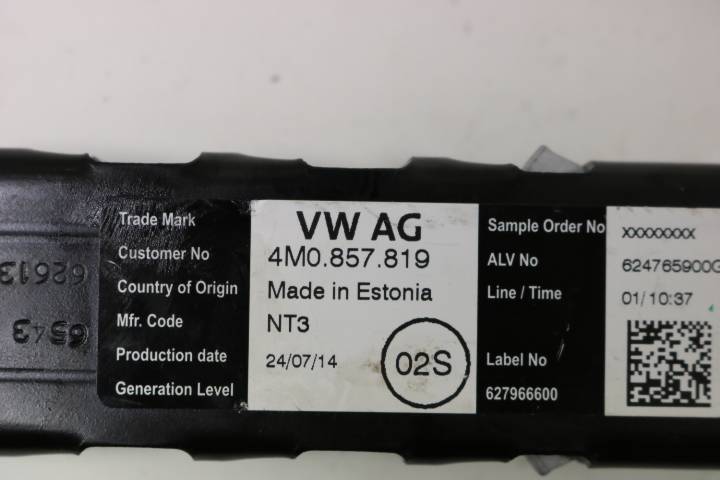 Trade Mark VW AG
Customer No 4M0.857.819
Country of Origin Made in Estonia
Mfr. Code NT3
Production date 24/07/14
Generation Level 02S
Sample Order No xxxxxxxx
ALV No 624765900G
Line / Time 01/10:37
Label No
627966600
62613
6543